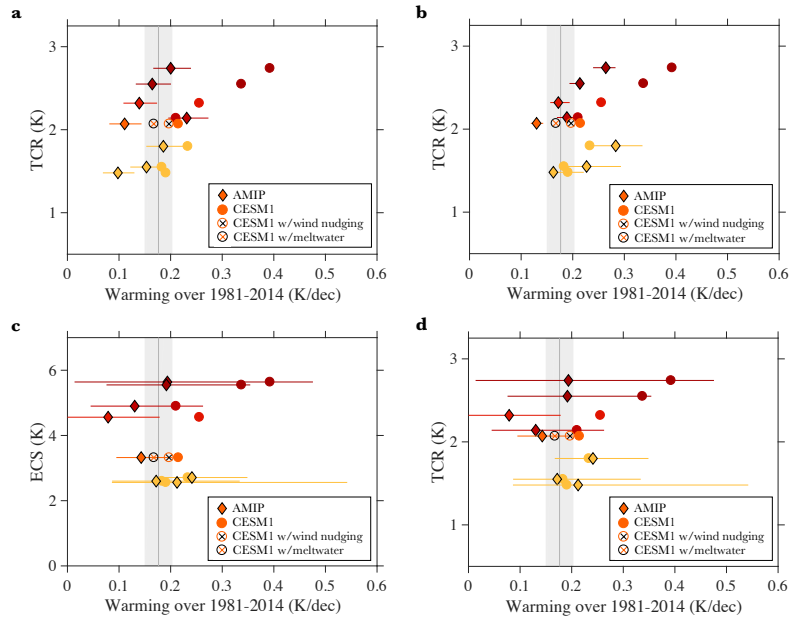 a
3
2
1
TCR (K)
AMIP
CESM1
CESM1 w/wind nudging
CESM1 w/meltwater
0 0.1 0.2 0.3 0.4 0.5 0.6
Warming over 1981-2014 (K/dec)
b
3
2
1
TCR (K)
AMIP
CESM1
CESM1 w/wind nudging
CESM1 w/meltwater
0 0.1 0.2 0.3 0.4 0.5 0.6
Warming over 1981-2014 (K/dec)
c
6
4
2
0
ECS (K)
AMIP
CESM1
CESM1 w/wind nudging
CESM1 w/meltwater
0 0.1 0.2 0.3 0.4 0.5 0.6
Warming over 1981-2014 (K/dec)
d
3
2
1
TCR (K)
AMIP
CESM1
CESM1 w/wind nudging
CESM1 w/meltwater
0 0.1 0.2 0.3 0.4 0.5 0.6
Warming over 1981-2014 (K/dec)